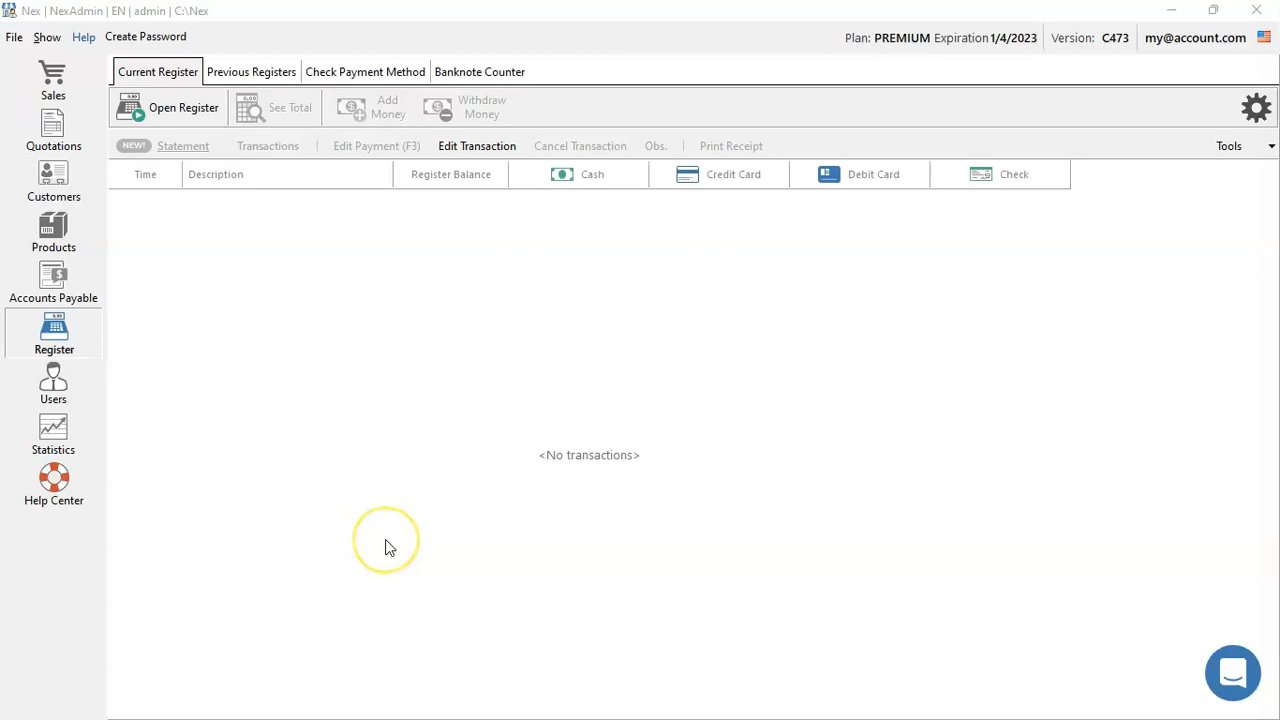 Nex | NexAdmin | EN | admin | C:\Nex
File Show Help Create Password
Plan: PREMIUM Expiration 1/4/2023 Version: C473 my@account.com
Current Register Previous Registers Check Payment Method Banknote Counter
Open Register See Total Add Money Withdraw Money
NEW! Statement Transactions Edit Payment (F3) Edit Transaction Cancel Transaction Obs. Print Receipt Tools
Time Description Register Balance Cash Credit Card Debit Card Check
<No transactions>
Sales
Quotations
Customers
Products
Accounts Payable
Register
Users
Statistics
Help Center